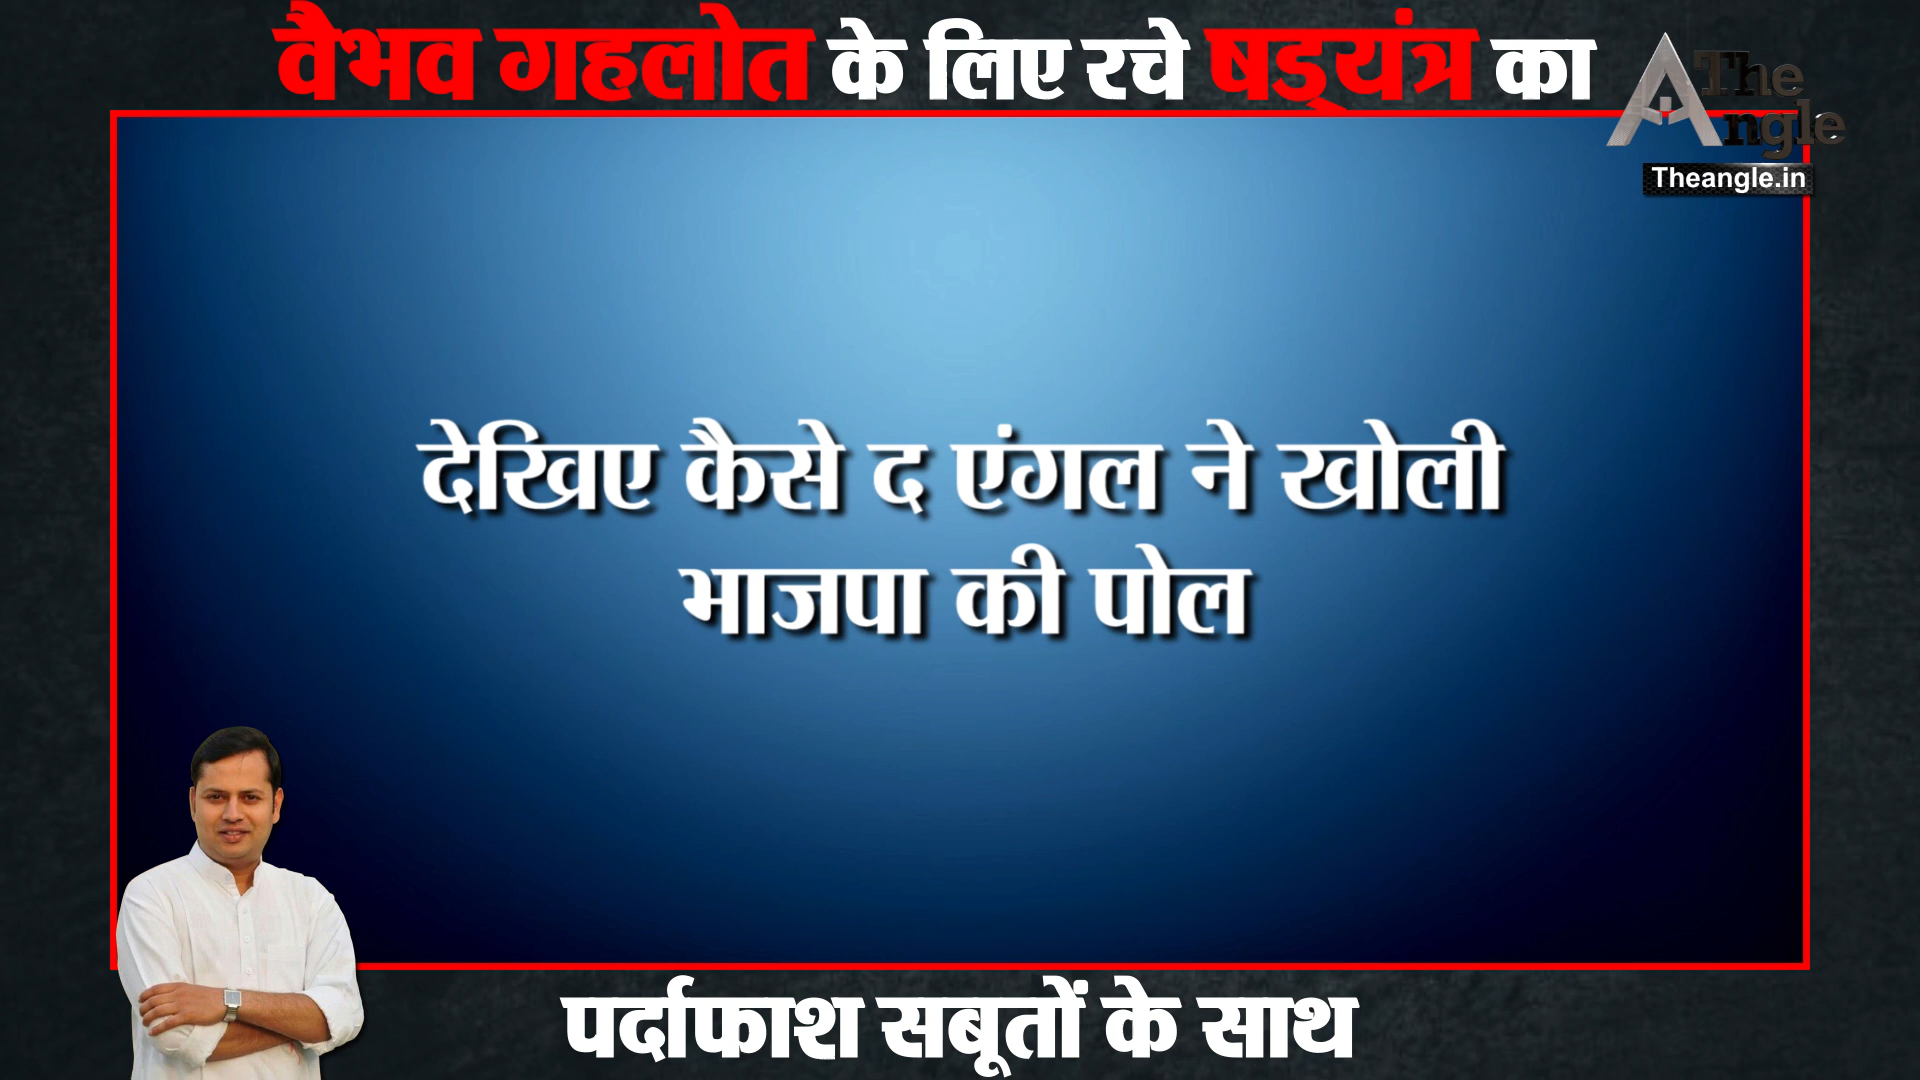 वैभव गहलोत के लिए रचे षड्यंत्र का
The
Angle
Theangle.in
देखिए कैसे द एंगल ने खोली
भाजपा की पोल
पर्दाफाश सबूतों के साथ